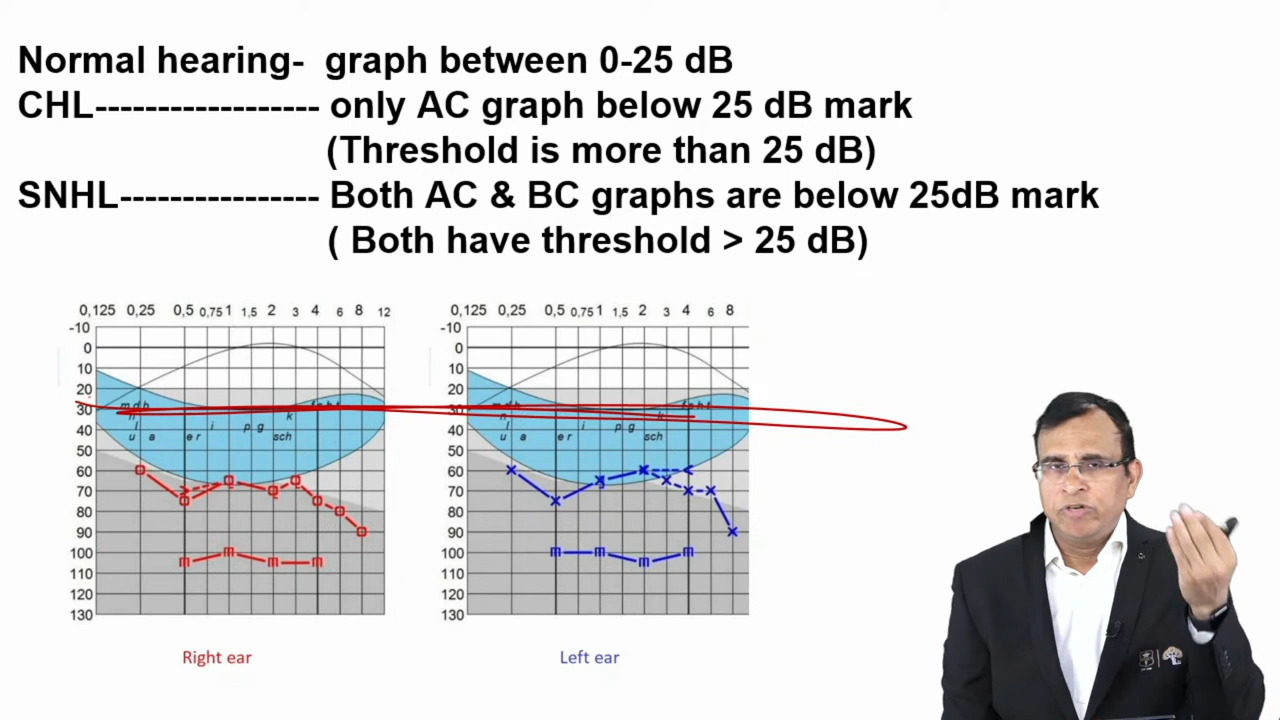 Normal hearing- graph between 0-25 dB
CHL------------------ only AC graph below 25 dB mark
(Threshold is more than 25 dB)
SNHL---------------- Both AC & BC graphs are below 25dB mark
( Both have threshold > 25 dB)
0,125 0,25 0,5 0,75 1 1,5 2 3 4 6 8 12
-10
0
10
20
30
40
50
60
70
80
90
100
110
120
130
m d b
n
l
u a e r i p g k
sch
Right ear
0,125 0,25 0,5 0,75 1 1,5 2 3 4 6 8
-10
0
10
20
30
40
50
60
70
80
90
100
110
120
130
l
u a e r i p g
sch
Left ear